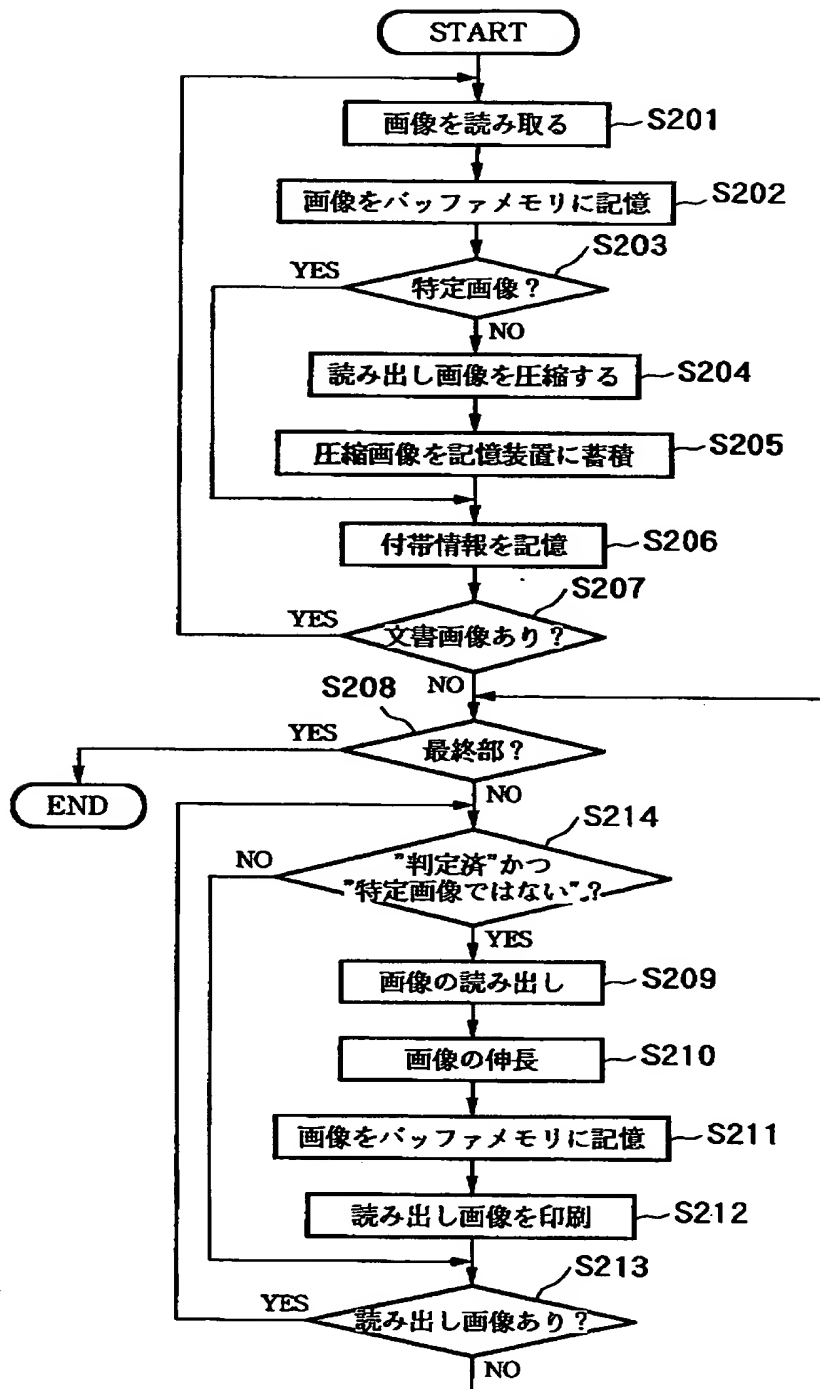 START
画像を読み取る
S201
画像をバッファメモリに記憶
S202
S203
YES
特定画像?
NO
読み出し画像を圧縮する
S204
圧縮画像を記憶装置に蓄積
S205
付帯情報を記憶
S206
S207
YES
文書画像あり?
NO
S208
YES
最終部?
END
NO
S214
NO
"判定済"かつ
"特定画像ではない"?
YES
画像の読み出し
S209
画像の伸長
S210
画像をバッファメモリに記憶
S211
読み出し画像を印刷
S212
S213
YES
読み出し画像あり?
NO